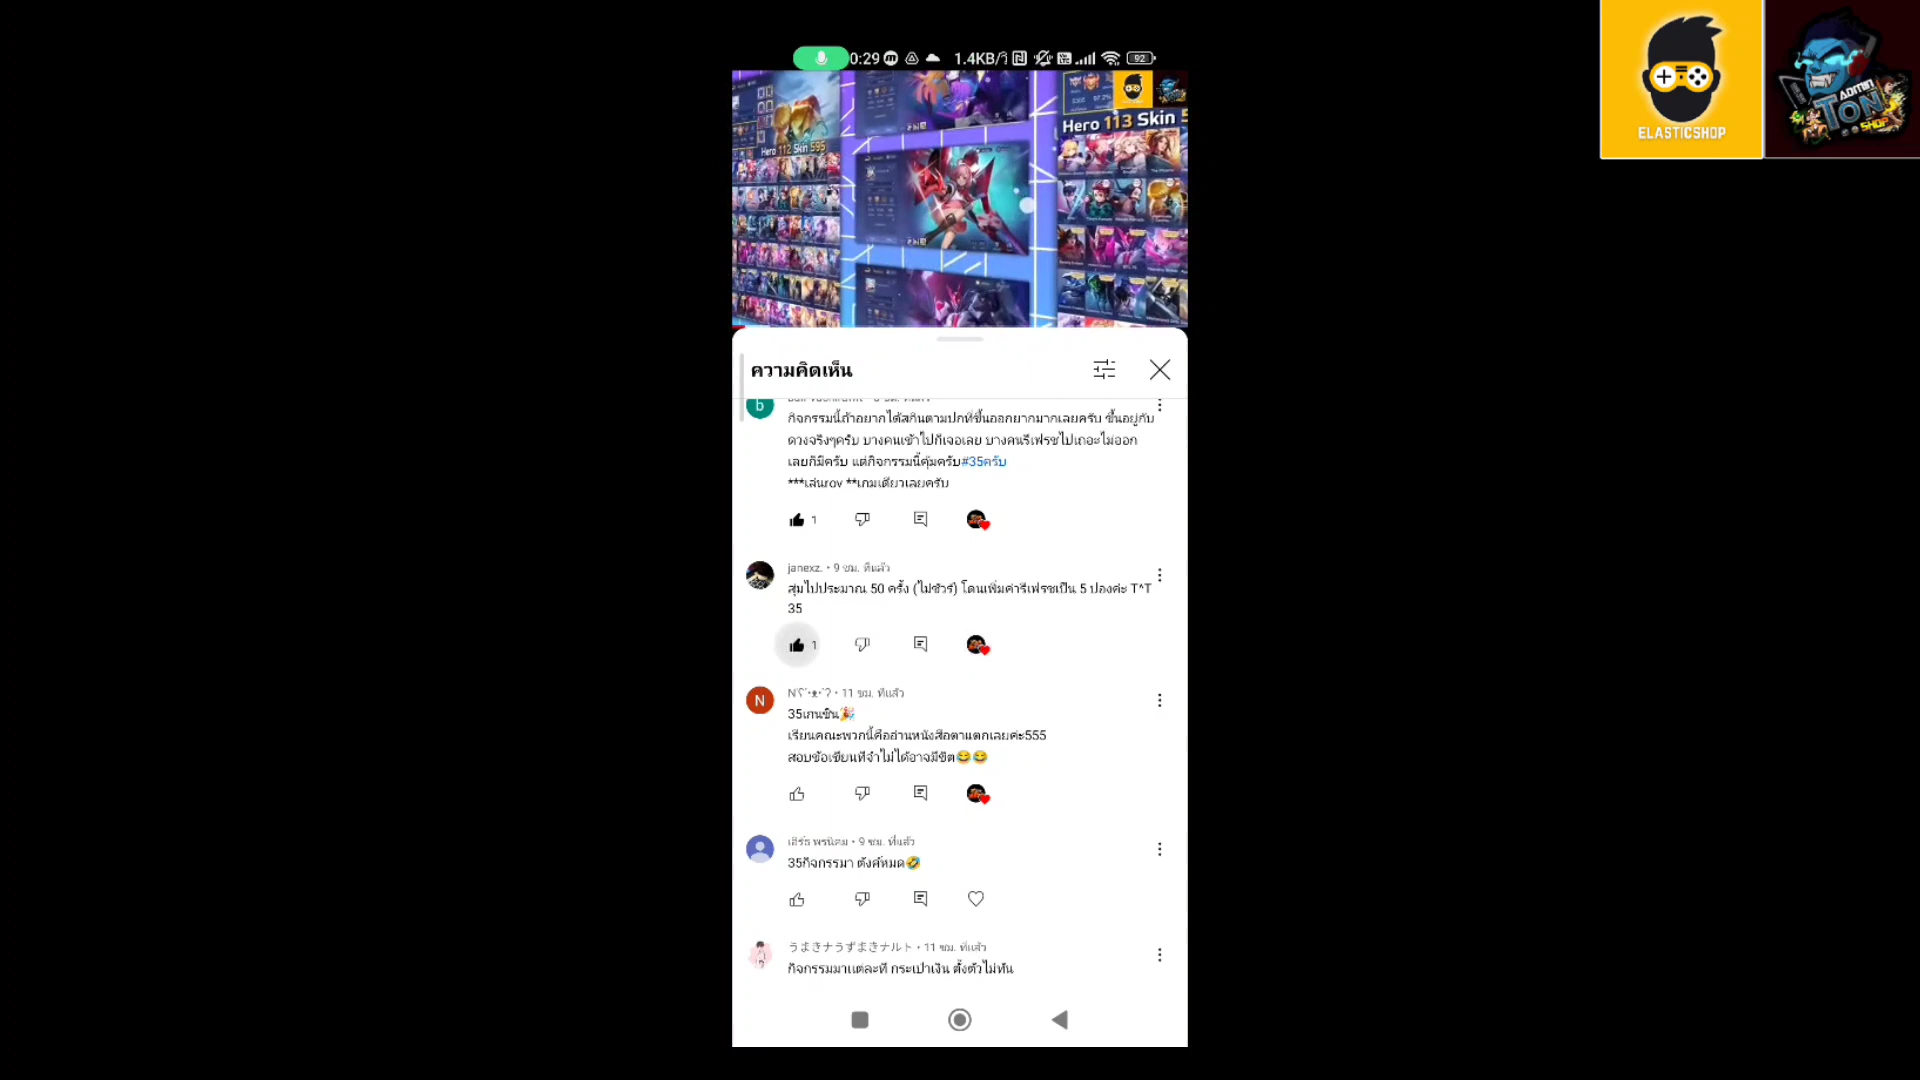 0:29
1.4KB/
92
ELASTICSHOP
ADMIN
TON
SHOP
Hero 112 Skin 595
Hero 113 Skin
ความคิดเห็น
b
กิจกรรมนี้ถ้าอยากได้สกินตามปกที่ขึ้นออกยากมากเลยครับ ขึ้นอยู่กับ
ดวงจริงๆครับ บางคนเข้าไปก็เจอเลย บางคนรีเฟรชไปเถอะไม่ออก
เลยก็มีครับ แต่กิจกรรมนี้คุ้มครับ#35ครับ
***เล่นrov **เกมเดียวเลยครับ
1
janexz. • 9 ชม. ที่แล้ว
สุ่มไปประมาณ 50 ครั้ง (ไม่ชัวร์) โดนเพิ่มค่ารีเฟรชเป็น 5 ปองค่ะ T^T
35
1
N • 11 ชม. ที่แล้ว
N
35เกนชิน🎉
เรียนคณะพวกนี้คืออ่านหนังสือตาแตกเลยค่ะ555
สอบข้อเขียนที่จำไม่ได้อาจมีขิต😂😂
เฮิร์ธ พรนิคม • 9 ชม. ที่แล้ว
35กิจกรรมา ตังค์หมด🤣
うまきナうずまきナルト • 11 ชม. ที่แล้ว
กิจกรรมมาแต่ละที กระเป๋าเงิน ตั้งตัวไม่ทัน